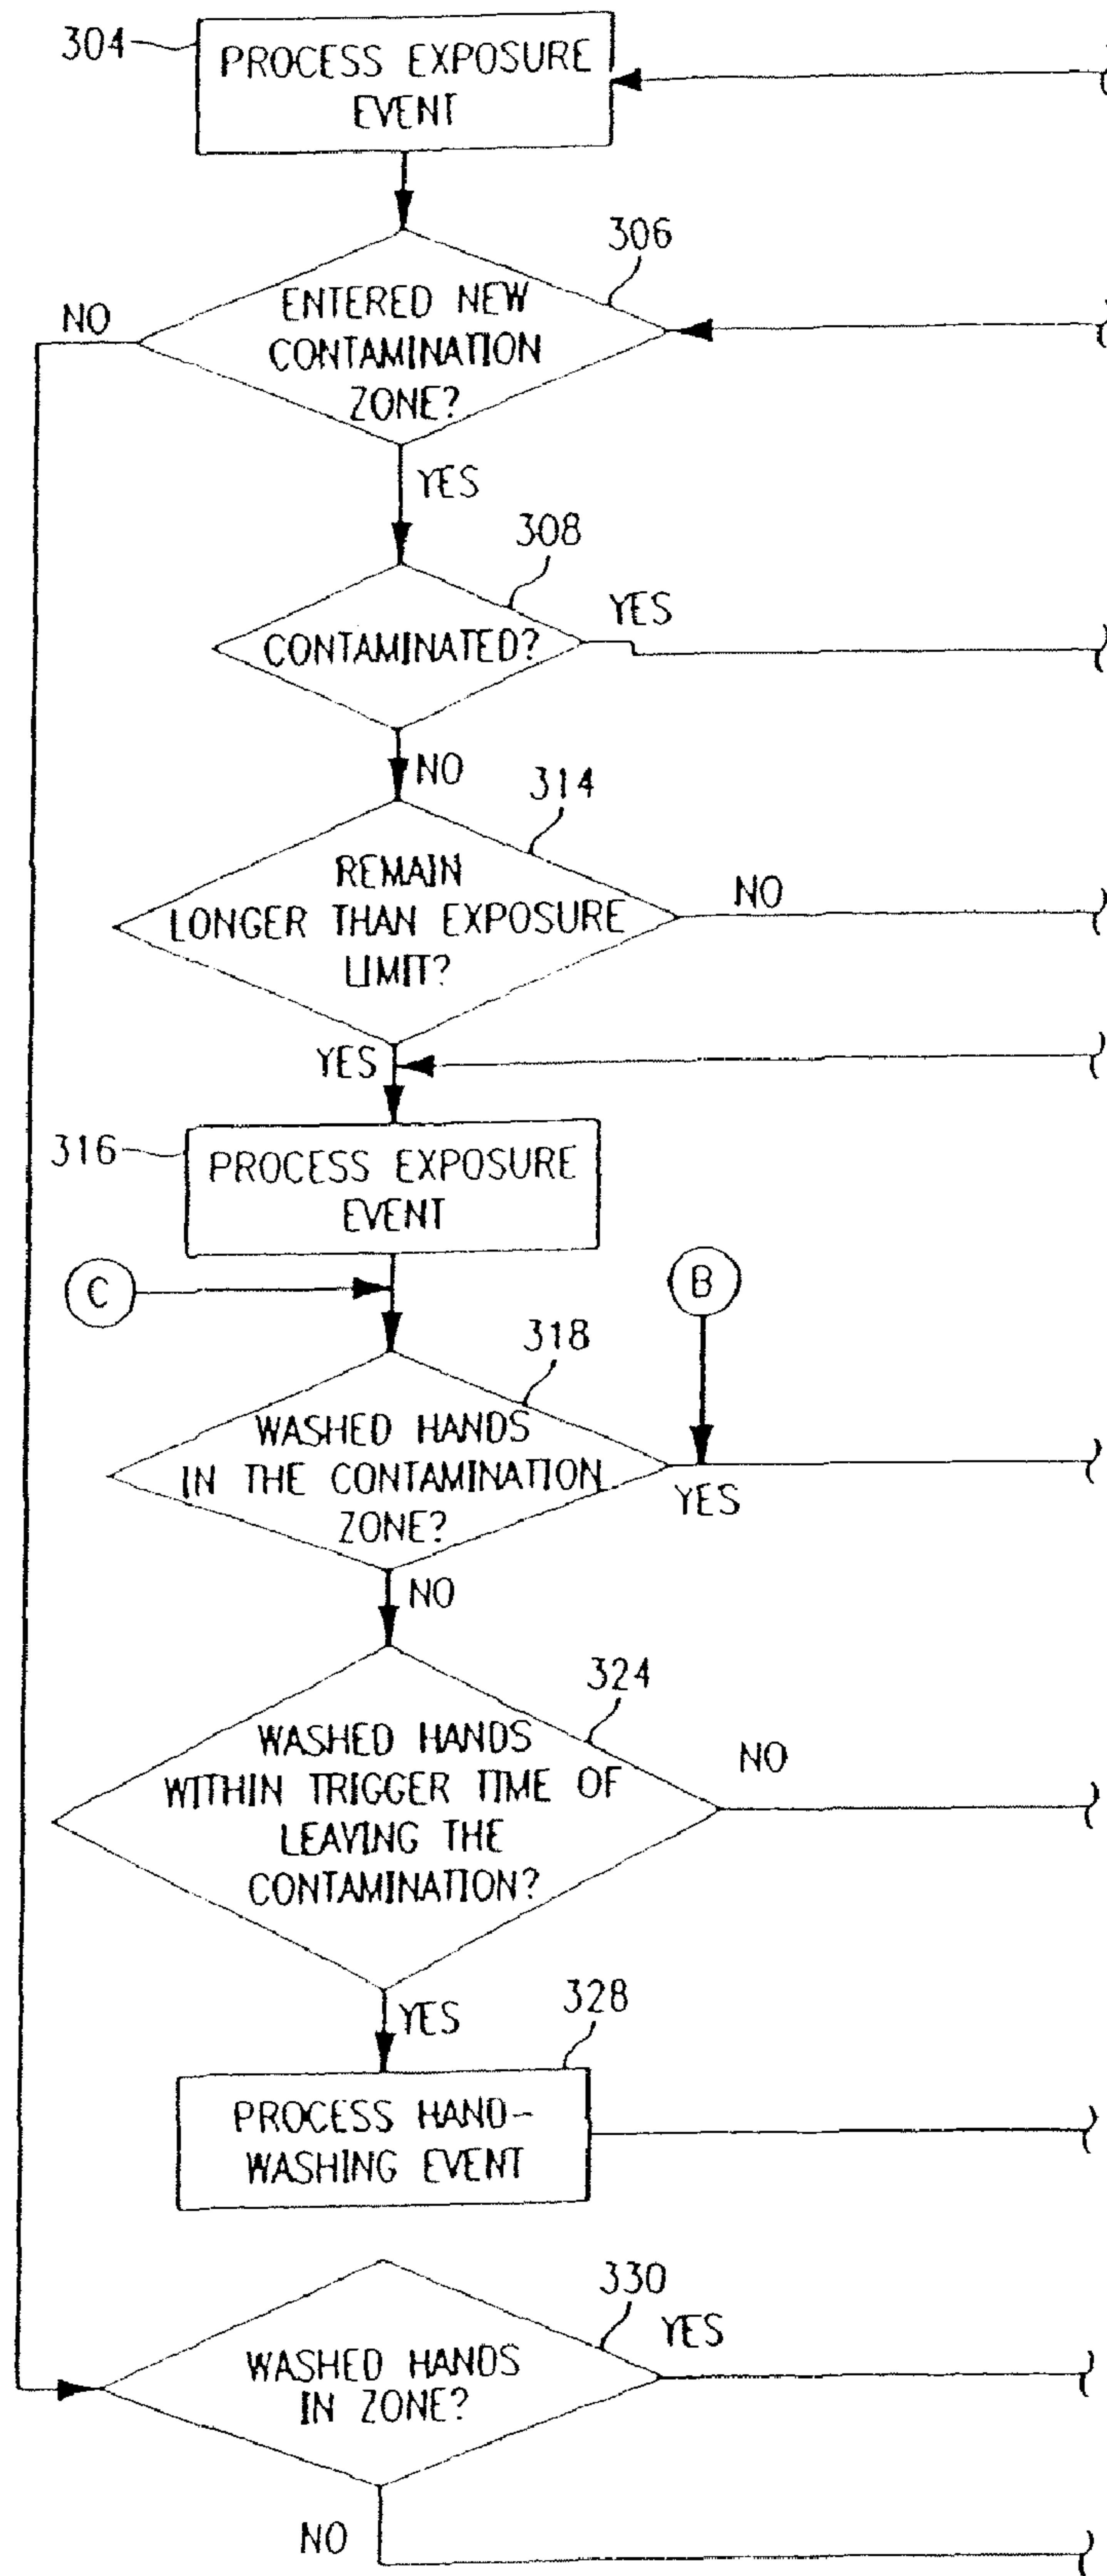 304
PROCESS EXPOSURE
EVENT
306
NO
ENTERED NEW
CONTAMINATION
ZONE?
YES
308
YES
CONTAMINATED?
NO
314
REMAIN
LONGER THAN EXPOSURE
LIMIT?
NO
YES
316
PROCESS EXPOSURE
EVENT
C
B
318
WASHED HANDS
IN THE CONTAMINATION
ZONE?
YES
NO
324
WASHED HANDS
WITHIN TRIGGER TIME OF
LEAVING THE
CONTAMINATION?
NO
YES
328
PROCESS HAND-
WASHING EVENT
330
YES
WASHED HANDS
IN ZONE?
NO